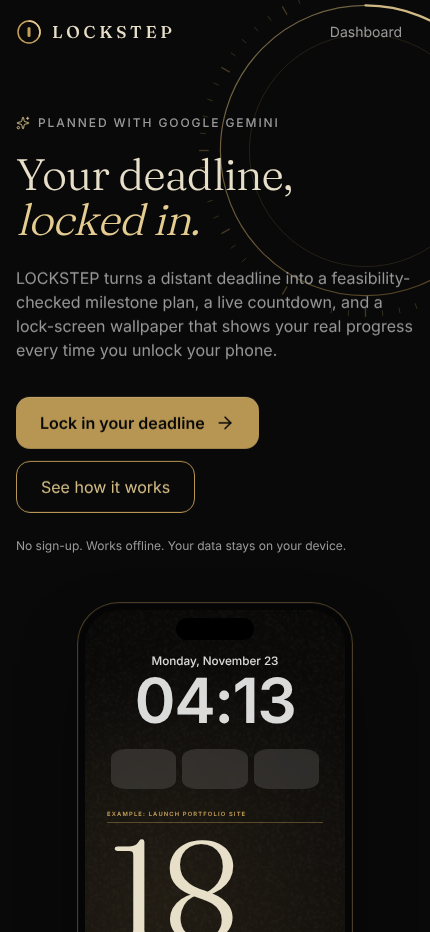 LOCKSTEP
Dashboard
PLANNED WITH GOOGLE GEMINI
Your deadline,
locked in.
LOCKSTEP turns a distant deadline into a feasibility-
checked milestone plan, a live countdown, and a
lock-screen wallpaper that shows your real progress
every time you unlock your phone.
Lock in your deadline
See how it works
No sign-up. Works offline. Your data stays on your device.
Monday, November 23
04:13
EXAMPLE: LAUNCH PORTFOLIO SITE
18